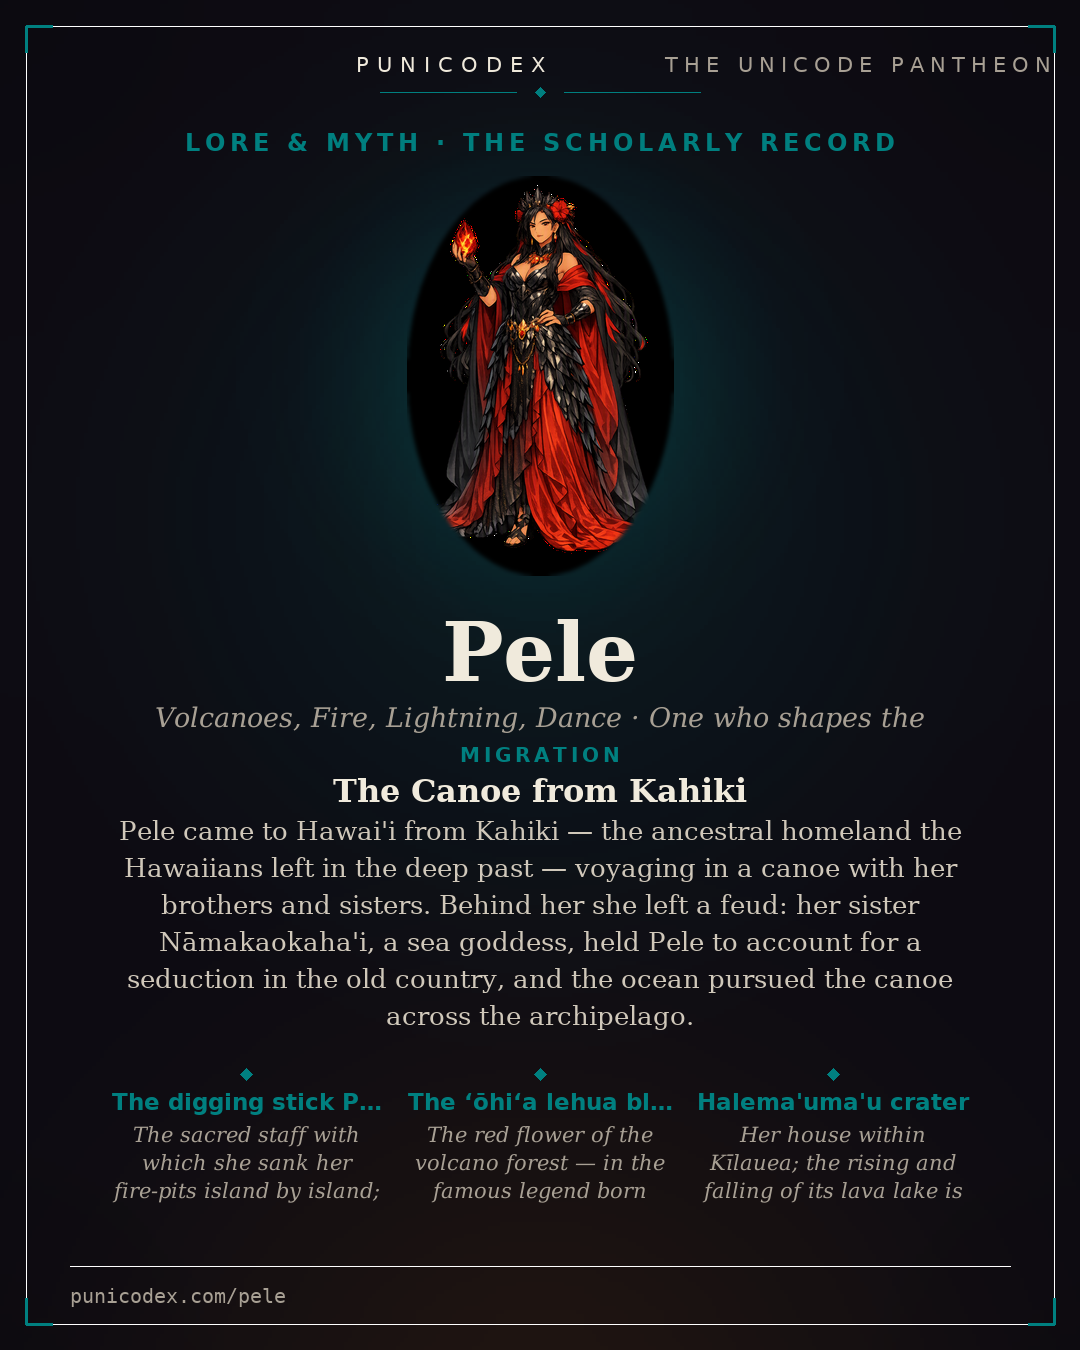 PUNICODEX THE UNICODE PANTHEON
LORE & MYTH · THE SCHOLARLY RECORD
Pele
Volcanoes, Fire, Lightning, Dance · One who shapes the
MIGRATION
The Canoe from Kahiki
Pele came to Hawai'i from Kahiki — the ancestral homeland the
Hawaiians left in the deep past — voyaging in a canoe with her
brothers and sisters. Behind her she left a feud: her sister
Nāmakaokaha'i, a sea goddess, held Pele to account for a
seduction in the old country, and the ocean pursued the canoe
across the archipelago.
The digging stick P…
The sacred staff with
which she sank her
fire-pits island by island;
The ʻōhiʻa lehua bl…
The red flower of the
volcano forest — in the
famous legend born
Halema'uma'u crater
Her house within
Kīlauea; the rising and
falling of its lava lake is
punicodex.com/pele